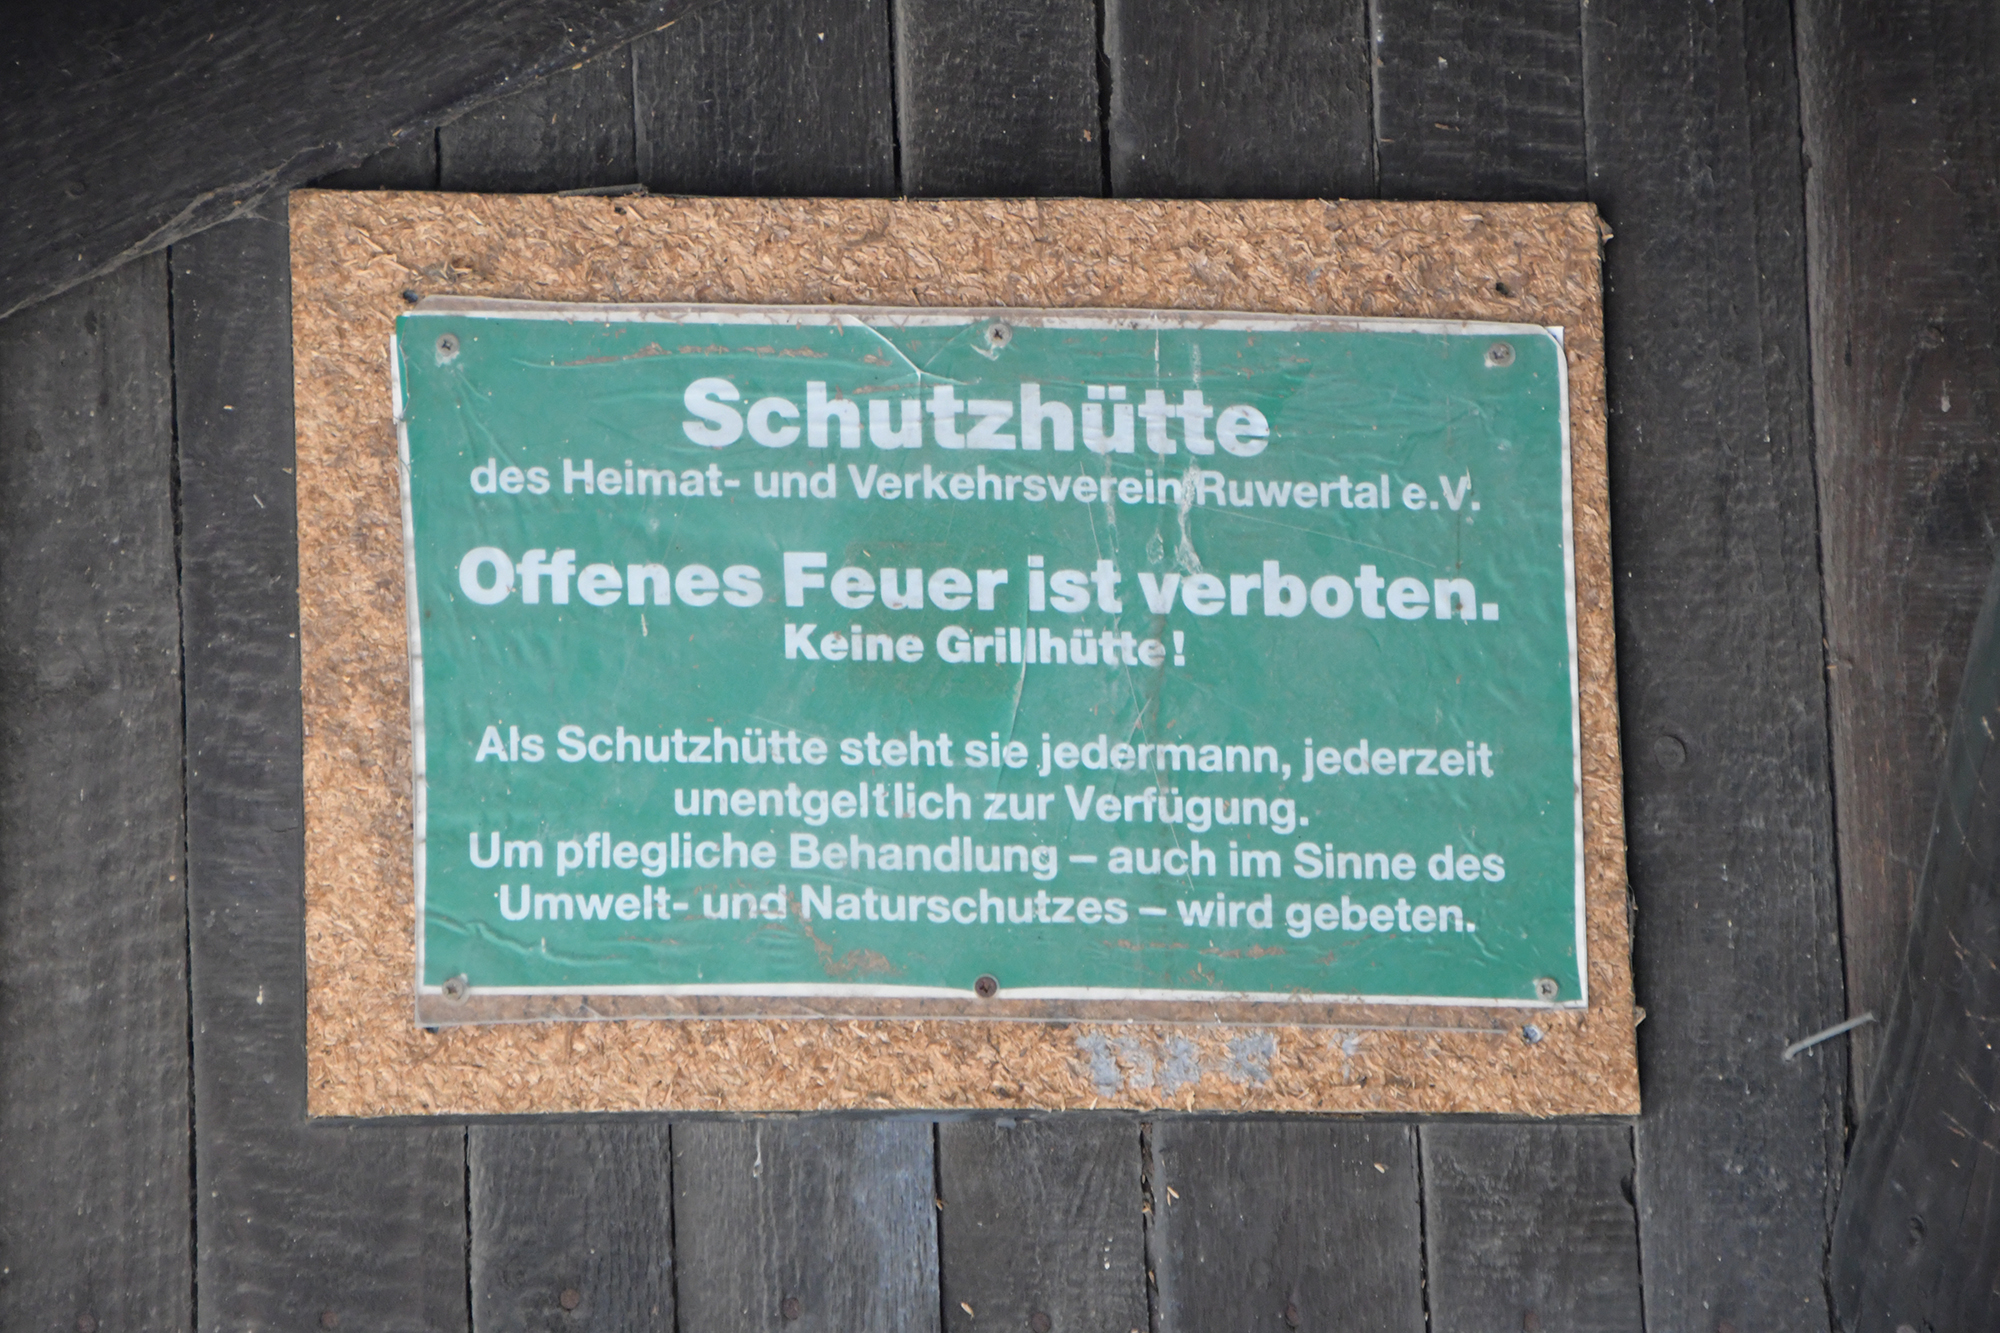 Schutzhütte
des Heimat- und Verkehrsverein Ruwertal e.V.
Offenes Feuer ist verboten.
Keine Grillhütte!
Als Schutzhütte steht sie jedermann, jederzeit
unentgeltlich zur Verfügung.
Um pflegliche Behandlung – auch im Sinne des
Umwelt- und Naturschutzes – wird gebeten.